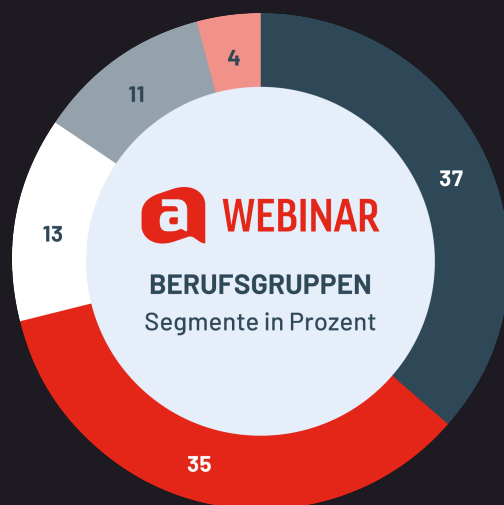 4
11
37
a WEBINAR
13
BERUFSGRUPPEN
Segmente in Prozent
35